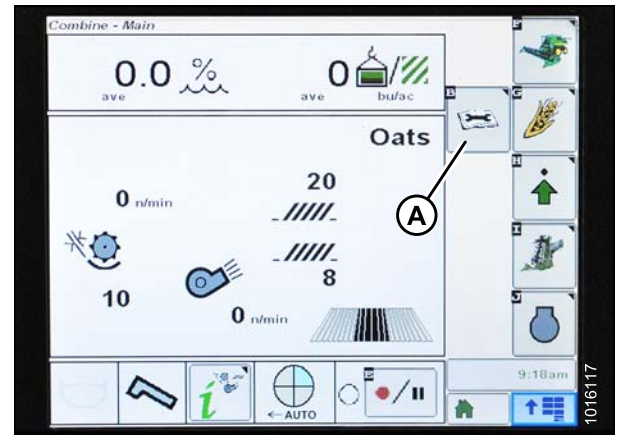 Combine - Main
F
0.0 %
ave
0
ave
bu/ac
B
G
Oats
A
H
0 n/min
20
I
8
10
0 n/min
J
← AUTO
i
E
9:18am
1016117